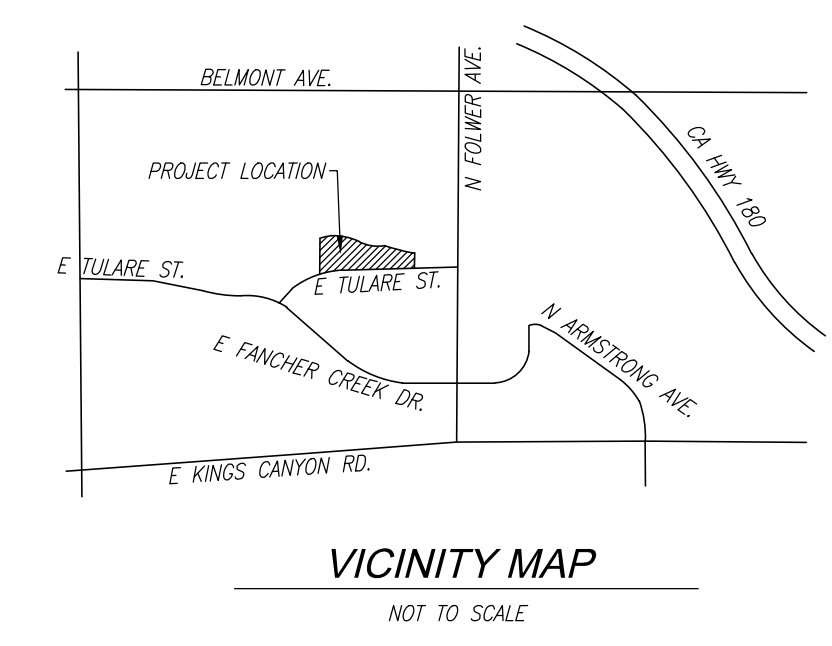 BELMONT AVE.
N FOLWER AVE.
CA HWY 180
PROJECT LOCATION
E TULARE ST.
E TULARE ST.
N ARMSTRONG AVE.
E FANCHER CREEK DR.
E KINGS CANYON RD.
VICINITY MAP
NOT TO SCALE